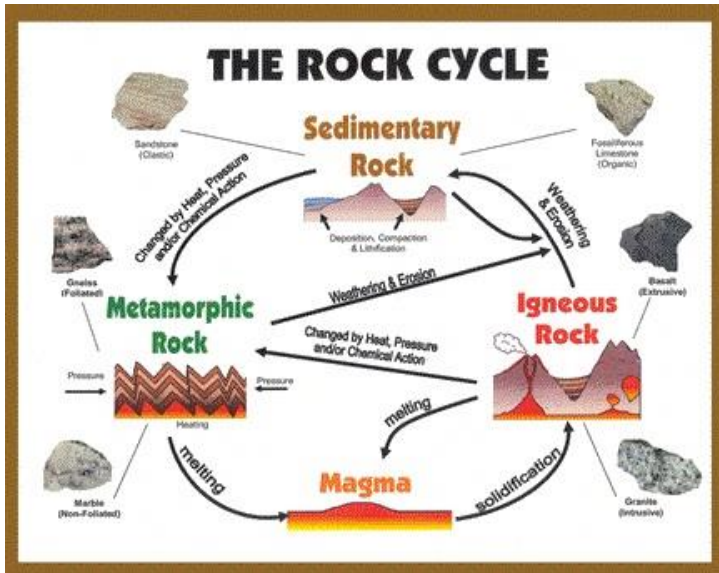 THE ROCK CYCLE
Sandstone
(Clastic)
Sedimentary
Rock
Fossiliferous
Limestone
(Organic)
Changed by Heat, Pressure
and/or Chemical Action
Deposition, Compaction
& Lithification
Weathering
& Erosion
Gneiss
(Foliated)
Metamorphic
Rock
Weathering & Erosion
Igneous
Rock
Basalt
(Extrusive)
Changed by Heat, Pressure
and/or Chemical Action
Pressure
Pressure
Heating
melting
melting
Magma
solidification
Marble
(Non-Foliated)
Granite
(Intrusive)